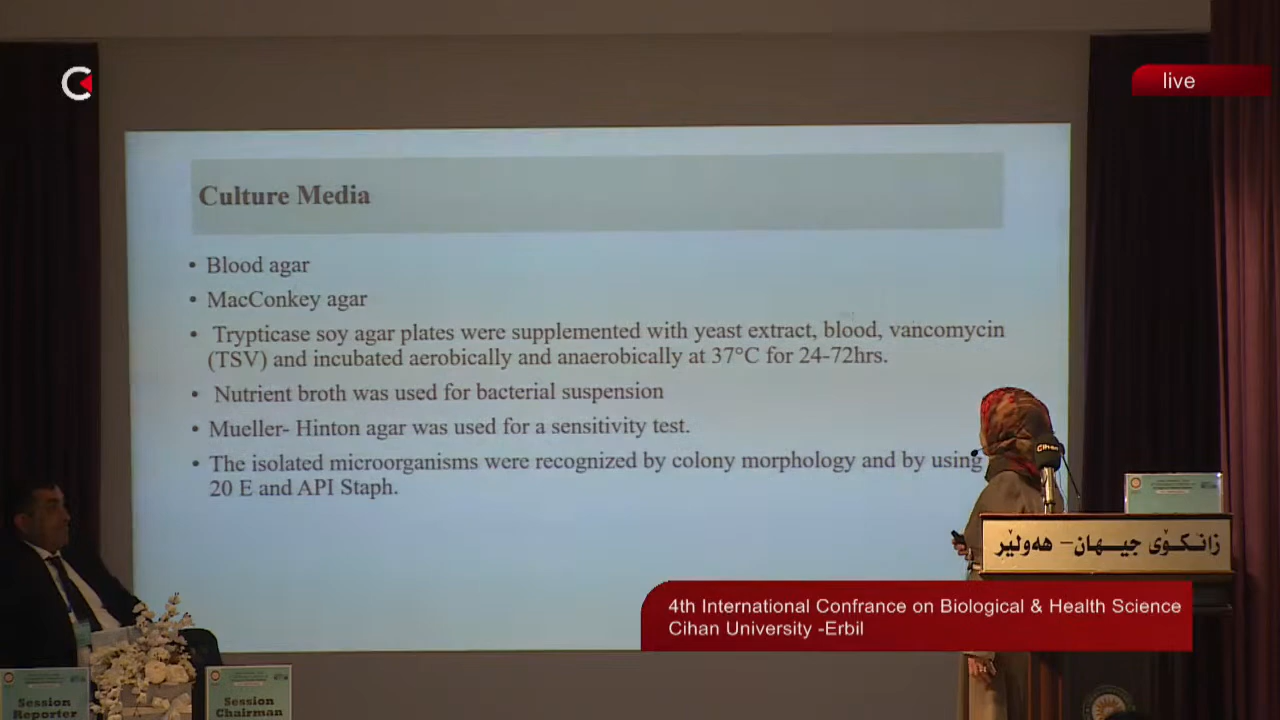 live
Culture Media
• Blood agar
• MacConkey agar
• Trypticase soy agar plates were supplemented with yeast extract, blood, vancomycin
(TSV) and incubated aerobically and anaerobically at 37°C for 24-72hrs.
• Nutrient broth was used for bacterial suspension
• Mueller- Hinton agar was used for a sensitivity test.
• The isolated microorganisms were recognized by colony morphology and by using
20 E and API Staph.
Cihan
زانکۆی جیهان – هەولێر
4th International Confrance on Biological & Health Science
Cihan University -Erbil
Session
Reporter
Session
Chairman